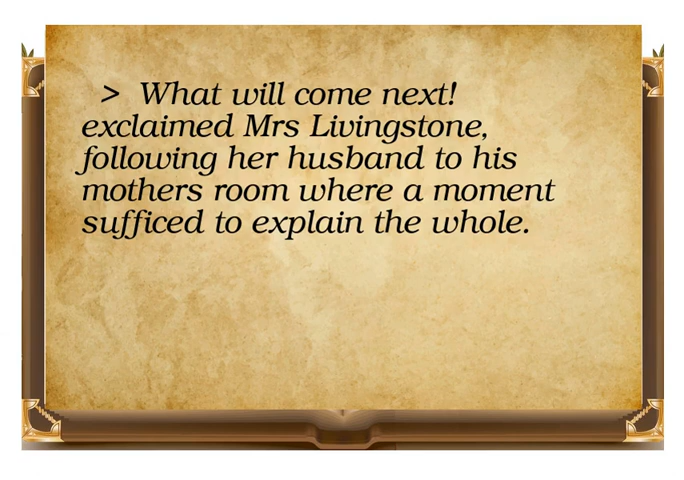 > What will come next!
exclaimed Mrs Livingstone,
following her husband to his
mothers room where a moment
sufficed to explain the whole.